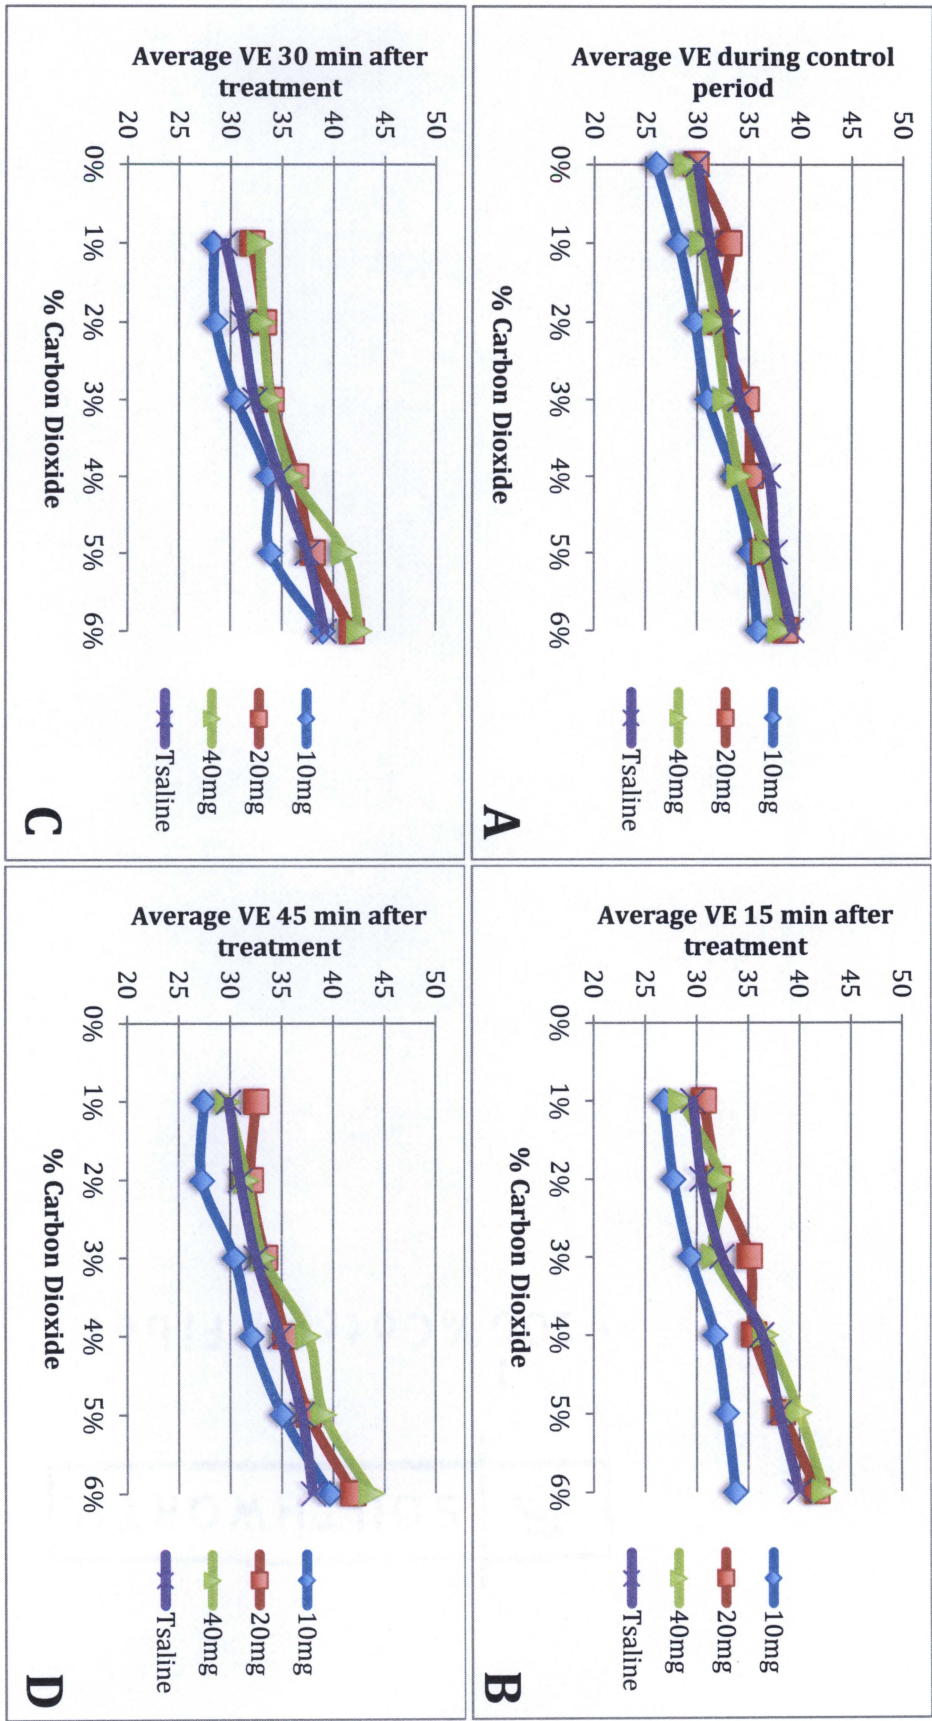 Average VE during control
period
50
45
40
35
30
25
20
0% 1% 2% 3% 4% 5% 6%
% Carbon Dioxide
10mg
20mg
40mg
Tsaline
A
Average VE 15 min after
treatment
50
45
40
35
30
25
20
0% 1% 2% 3% 4% 5% 6%
% Carbon Dioxide
10mg
20mg
40mg
Tsaline
B
Average VE 30 min after
treatment
50
45
40
35
30
25
20
0% 1% 2% 3% 4% 5% 6%
% Carbon Dioxide
10mg
20mg
40mg
Tsaline
C
Average VE 45 min after
treatment
50
45
40
35
30
25
20
0% 1% 2% 3% 4% 5% 6%
% Carbon Dioxide
10mg
20mg
40mg
Tsaline
D